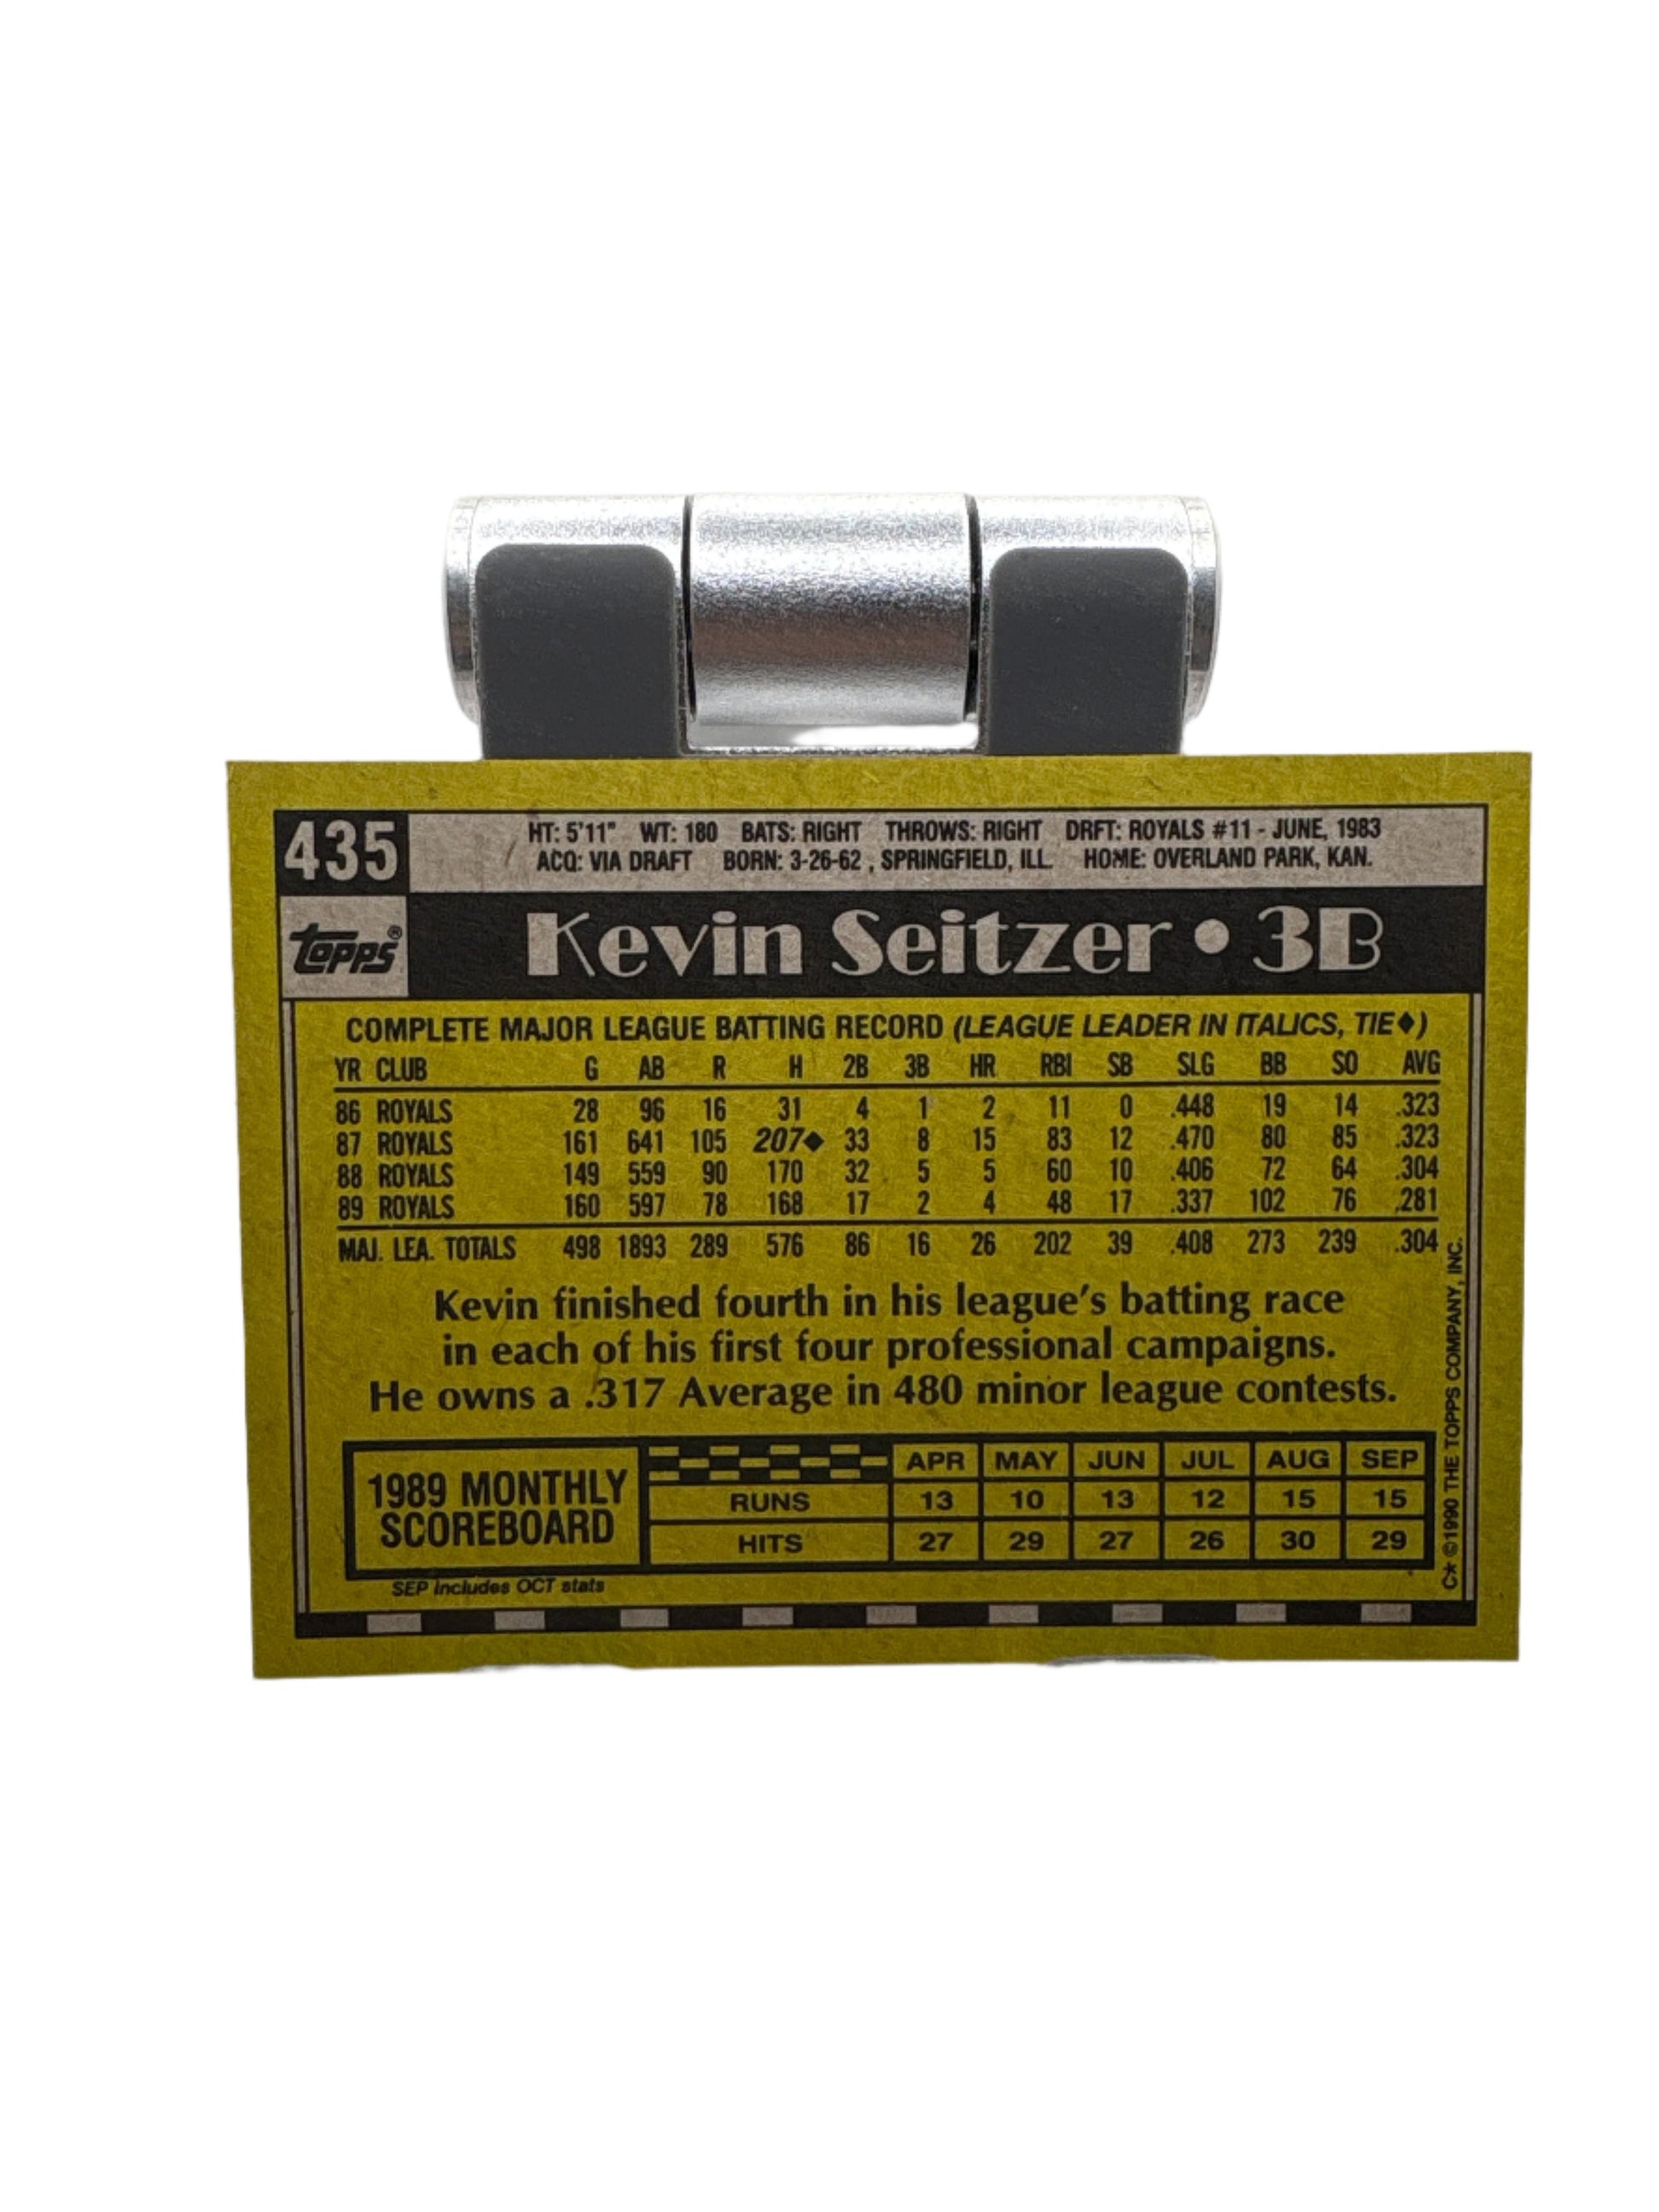 435
HT: 5'11" WT: 180 BATS: RIGHT THROWS: RIGHT DRFT: ROYALS #11 - JUNE, 1983
ACQ: VIA DRAFT BORN: 3-26-62 , SPRINGFIELD, ILL. HOME: OVERLAND PARK, KAN.
topps®
Kevin Seitzer • 3B
COMPLETE MAJOR LEAGUE BATTING RECORD (LEAGUE LEADER IN ITALICS, TIE♦)
YR CLUB G AB R H 2B 3B HR RBI SB SLG BB SO AVG
86 ROYALS 28 96 16 31 4 1 2 11 0 .448 19 14 .323
87 ROYALS 161 641 105 207♦ 33 8 15 83 12 .470 80 85 .323
88 ROYALS 149 559 90 170 32 5 5 60 10 .406 72 64 .304
89 ROYALS 160 597 78 168 17 2 4 48 17 .337 102 76 .281
MAJ. LEA. TOTALS 498 1893 289 576 86 16 26 202 39 .408 273 239 .304
Kevin finished fourth in his league's batting race
in each of his first four professional campaigns.
He owns a .317 Average in 480 minor league contests.
1989 MONTHLY
SCOREBOARD
APR MAY JUN JUL AUG SEP
RUNS 13 10 13 12 15 15
HITS 27 29 27 26 30 29
SEP includes OCT stats
C* ©1990 THE TOPPS COMPANY, INC.